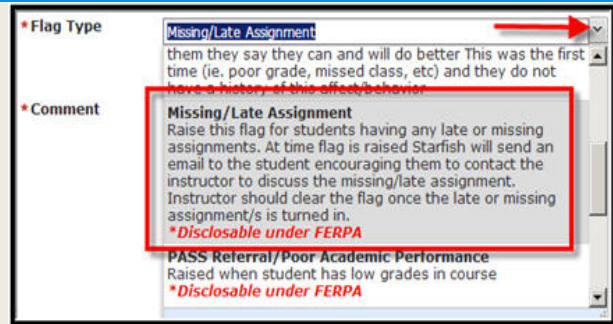 *Flag Type
Missing/Late Assignment
them they say they can and will do better This was the first
time (ie. poor grade, missed class, etc) and they do not
have a history of this affect/behavior
*Comment
Missing/Late Assignment
Raise this flag for students having any late or missing
assignments. At time flag is raised Starfish will send an
email to the student encouraging them to contact the
instructor to discuss the missing/late assignment.
Instructor should clear the flag once the late or missing
assignment/s is turned in.
*Disclosable under FERPA
PASS Referral/Poor Academic Performance
Raised when student has low grades in course
*Disclosable under FERPA